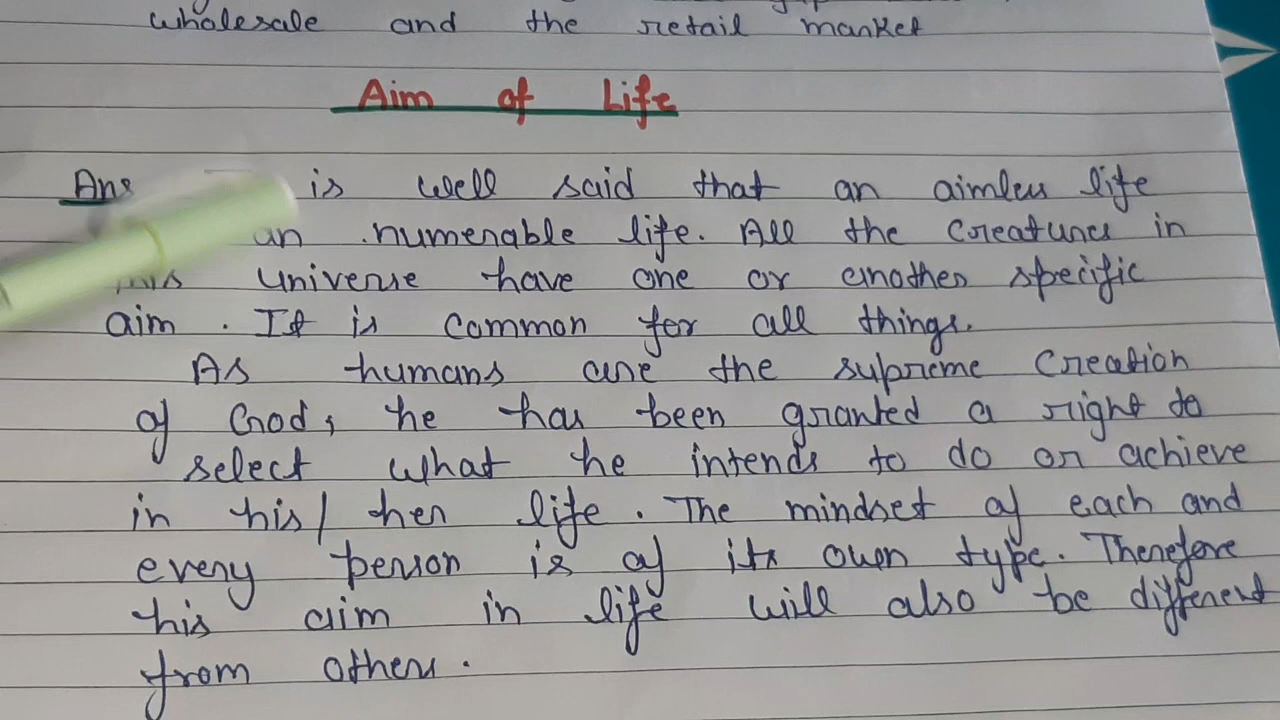 wholesale and the retail market
Aim of Life
Ans is well said that an aimless life
an numerable life. All the creatures in
this universe have one or another specific
aim. It is common for all things.
As humans are the supreme creation
of God, he has been granted a right to
select what he intends to do or achieve
in his/her life. The mindset of each and
every person is of its own type. Therefore
his aim in life will also be different
from others.